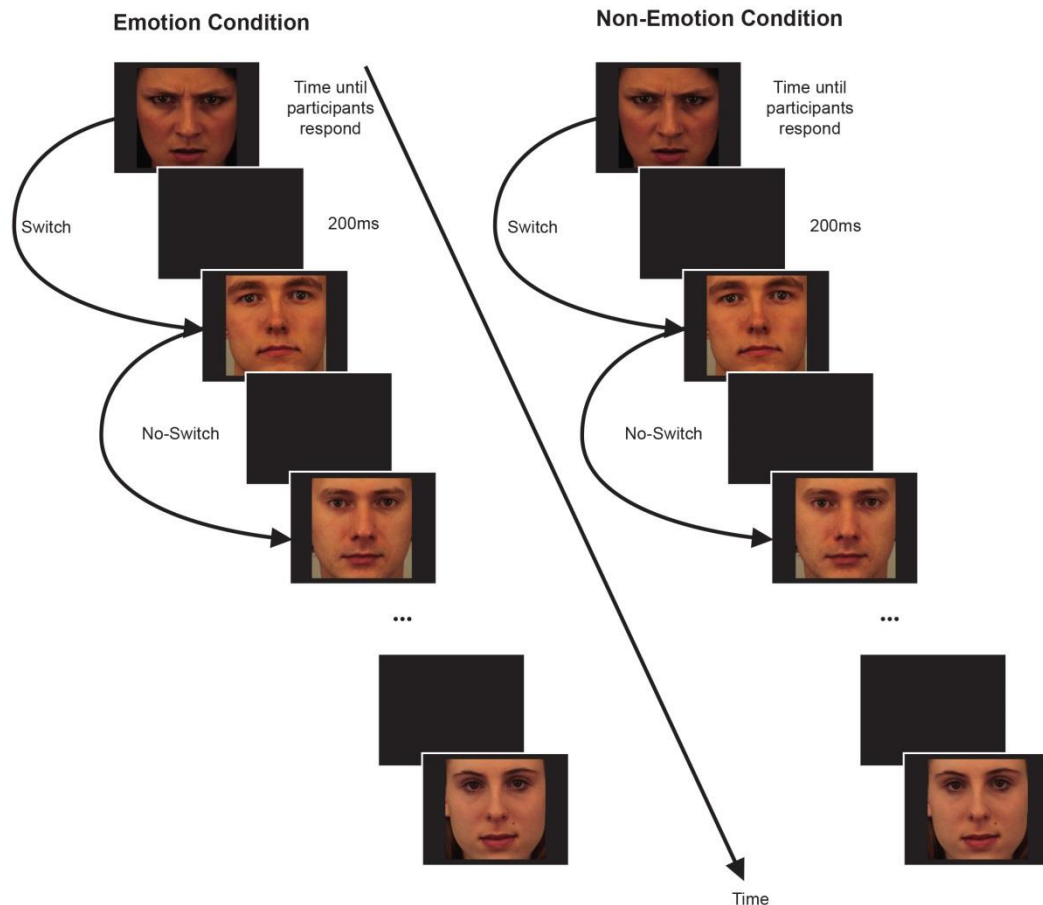 Emotion Condition
Non-Emotion Condition
Time until
participants
respond
Time until
participants
respond
Switch
200ms
Switch
200ms
No-Switch
No-Switch
...
...
Time